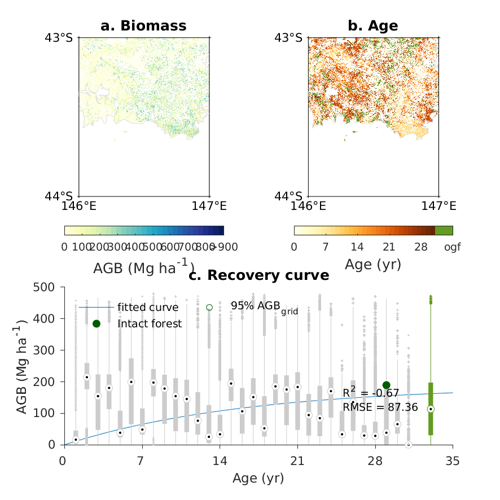 a. Biomass
b. Age
43°S
44°S
146°E
147°E
43°S
44°S
146°E
147°E
0 100 200 300 400 500 600 700 800 >900
AGB (Mg ha-1)
0 7 14 21 28 ogf
Age (yr)
c. Recovery curve
500
400
300
200
100
0
AGB (Mg ha-1)
fitted curve
Intact forest
95% AGBgrid
R2 = -0.67
RMSE = 87.36
0 7 14 21 28 35
Age (yr)